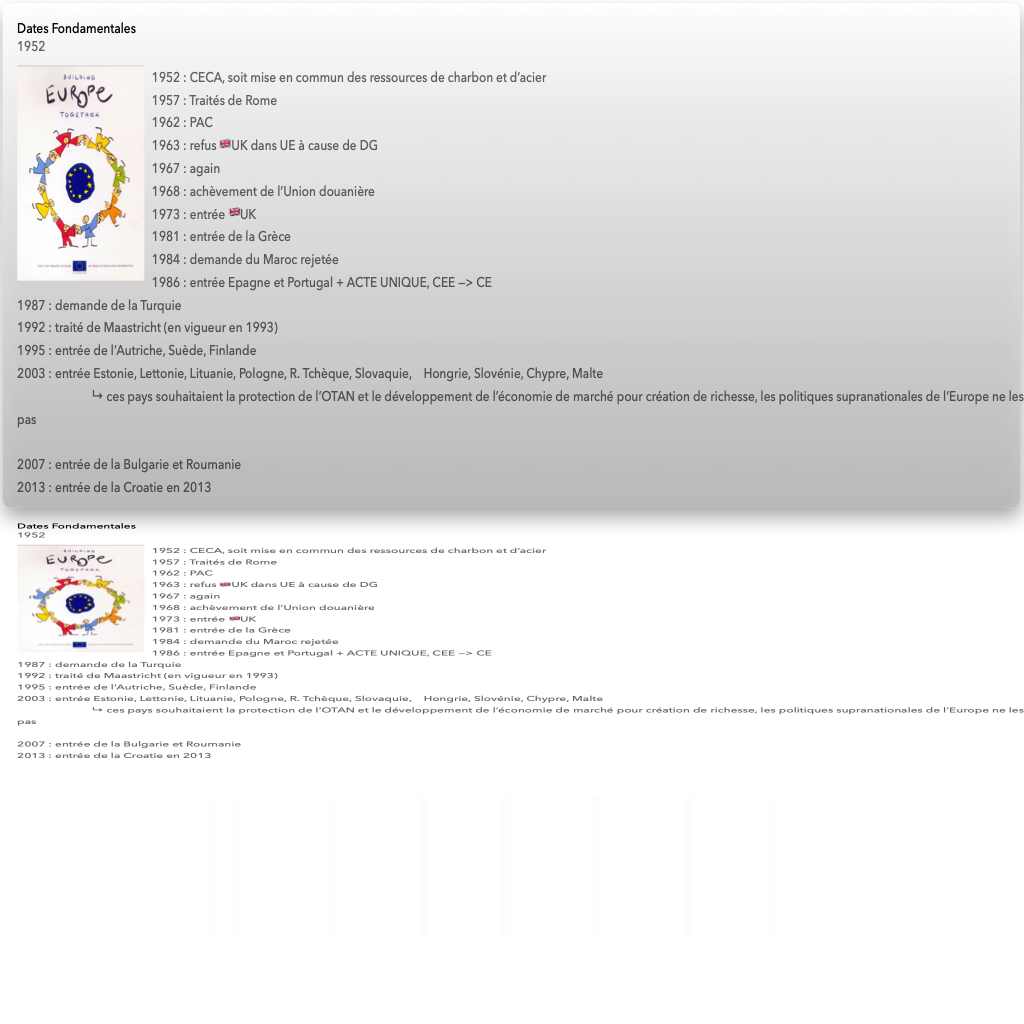 Dates Fondamentales
1952
BUILDING
EUROPE
TOGETHER
1952 : CECA, soit mise en commun des ressources de charbon et d’acier
1957 : Traités de Rome
1962 : PAC
1963 : refus 🇬🇧UK dans UE à cause de DG
1967 : again
1968 : achèvement de l’Union douanière
1973 : entrée 🇬🇧UK
1981 : entrée de la Grèce
1984 : demande du Maroc rejetée
1986 : entrée Epagne et Portugal + ACTE UNIQUE, CEE —> CE
1987 : demande de la Turquie
1992 : traité de Maastricht (en vigueur en 1993)
1995 : entrée de l’Autriche, Suède, Finlande
2003 : entrée Estonie, Lettonie, Lituanie, Pologne, R. Tchèque, Slovaquie, Hongrie, Slovénie, Chypre, Malte
↳ ces pays souhaitaient la protection de l’OTAN et le développement de l’économie de marché pour création de richesse, les politiques supranationales de l’Europe ne les
pas
2007 : entrée de la Bulgarie et Roumanie
2013 : entrée de la Croatie en 2013
Dates Fondamentales
1952
BUILDING
EUROPE
TOGETHER
1952 : CECA, soit mise en commun des ressources de charbon et d’acier
1957 : Traités de Rome
1962 : PAC
1963 : refus 🇬🇧UK dans UE à cause de DG
1967 : again
1968 : achèvement de l’Union douanière
1973 : entrée 🇬🇧UK
1981 : entrée de la Grèce
1984 : demande du Maroc rejetée
1986 : entrée Epagne et Portugal + ACTE UNIQUE, CEE —> CE
1987 : demande de la Turquie
1992 : traité de Maastricht (en vigueur en 1993)
1995 : entrée de l’Autriche, Suède, Finlande
2003 : entrée Estonie, Lettonie, Lituanie, Pologne, R. Tchèque, Slovaquie, Hongrie, Slovénie, Chypre, Malte
↳ ces pays souhaitaient la protection de l’OTAN et le développement de l’économie de marché pour création de richesse, les politiques supranationales de l’Europe ne les
pas
2007 : entrée de la Bulgarie et Roumanie
2013 : entrée de la Croatie en 2013